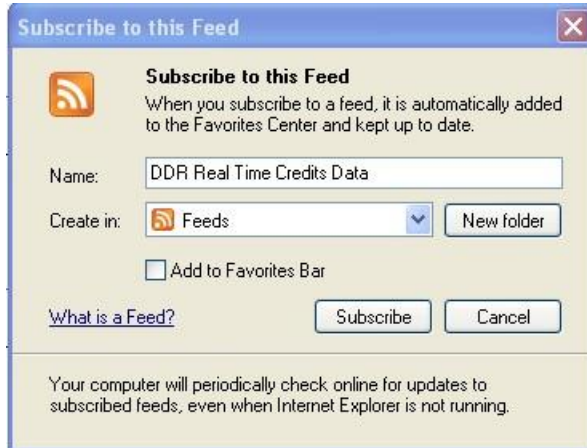 Subscribe to this Feed
Subscribe to this Feed
When you subscribe to a feed, it is automatically added
to the Favorites Center and kept up to date.
Name: DDR Real Time Credits Data
Create in: Feeds New folder
Add to Favorites Bar
What is a Feed? Subscribe Cancel
Your computer will periodically check online for updates to
subscribed feeds, even when Internet Explorer is not running.